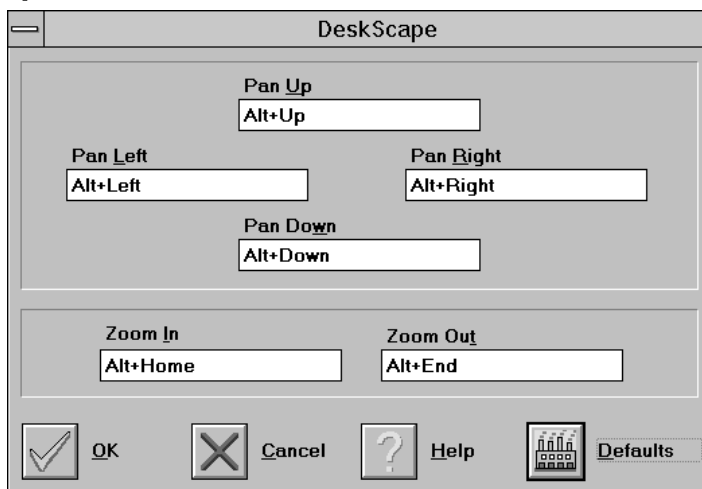 DeskScape
Pan Up
Alt+Up
Pan Left
Pan Right
Alt+Left
Alt+Right
Pan Down
Alt+Down
Zoom In
Zoom Out
Alt+Home
Alt+End
OK
Cancel
Help
Defaults